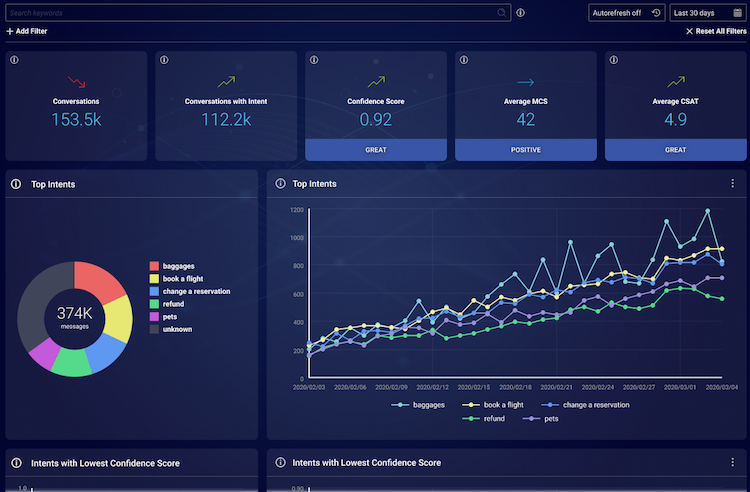 Search keywords
Autorefresh off
Last 30 days
Add Filter
Reset All Filters
Conversations
153.5k
Conversations with Intent
112.2k
Confidence Score
0.92
GREAT
Average MCS
42
POSITIVE
Average CSAT
4.9
GREAT
Top Intents
374K
messages
baggages
book a flight
change a reservation
refund
pets
unknown
Top Intents
1200
1000
800
600
400
200
0
2020/02/03 2020/02/06 2020/02/09 2020/02/12 2020/02/15 2020/02/18 2020/02/21 2020/02/24 2020/02/27 2020/03/01 2020/03/04
baggages book a flight change a reservation
refund pets
Intents with Lowest Confidence Score
1.0
Intents with Lowest Confidence Score
0.90